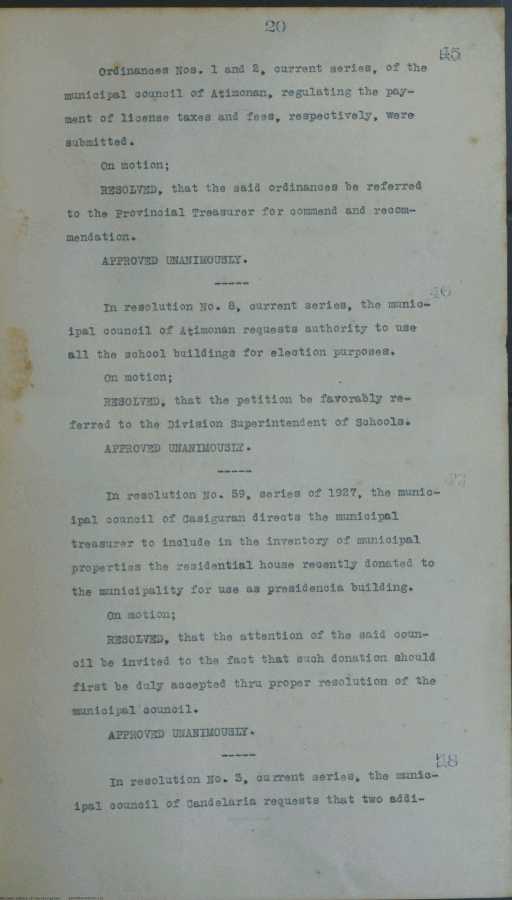 20
45
Ordinances Nos. 1 and 2, current series, of the
municipal council of Atimonan, regulating the pay-
ment of license taxes and fees, respectively, were
submitted.
On motion;
RESOLVED, that the said ordinances be referred
to the Provincial Treasurer for commend and recom-
mendation.
APPROVED UNANIMOUSLY.
-----
46
In resolution No. 8, current series, the munic-
ipal council of Atimonan requests authority to use
all the school buildings for election purposes.
On motion;
RESOLVED, that the petition be favorably re-
ferred to the Division Superintendent of Schools.
APPROVED UNANIMOUSLY.
-----
47
In resolution No. 59, series of 1927, the munic-
ipal council of Casiguran directs the municipal
treasurer to include in the inventory of municipal
properties the residential house recently donated to
the municipality for use as presidencia building.
On motion;
RESOLVED, that the attention of the said coun-
cil be invited to the fact that such donation should
first be duly accepted thru proper resolution of the
municipal council.
APPROVED UNANIMOUSLY.
-----
48
In resolution No. 3, current series, the munic-
ipal council of Candelaria requests that two addi-